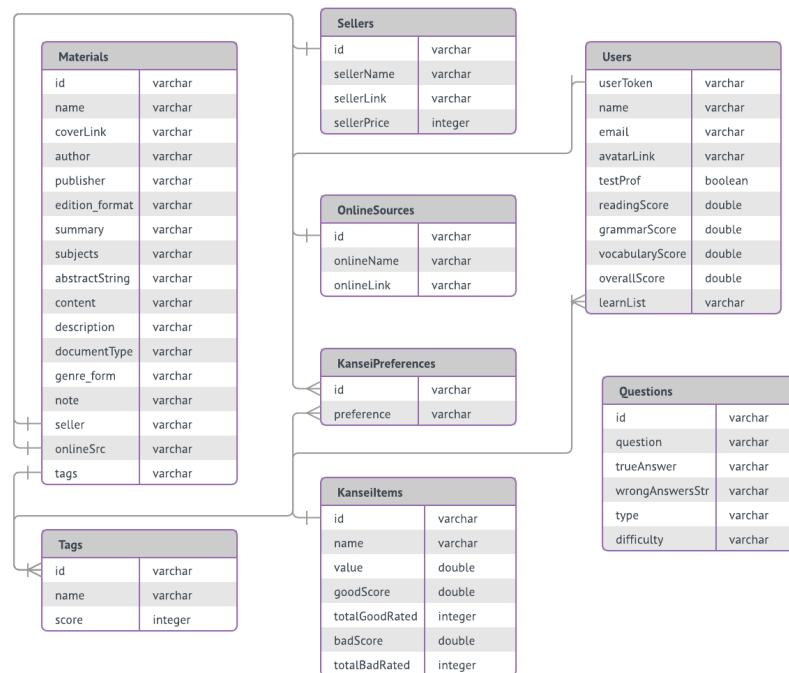 Materials
id varchar
name varchar
coverLink varchar
author varchar
publisher varchar
edition_format varchar
summary varchar
subjects varchar
abstractString varchar
content varchar
description varchar
documentType varchar
genre_form varchar
note varchar
seller varchar
onlineSrc varchar
tags varchar
Tags
id varchar
name varchar
score integer
Sellers
id varchar
sellerName varchar
sellerLink varchar
sellerPrice integer
OnlineSources
id varchar
onlineName varchar
onlineLink varchar
KanseiPreferences
id varchar
preference varchar
KanseiItems
id varchar
name varchar
value double
goodScore double
totalGoodRated integer
badScore double
totalBadRated integer
Users
userToken varchar
name varchar
email varchar
avatarLink varchar
testProf boolean
readingScore double
grammarScore double
vocabularyScore double
overallScore double
learnList varchar
Questions
id varchar
question varchar
trueAnswer varchar
wrongAnswersStr varchar
type varchar
difficulty varchar